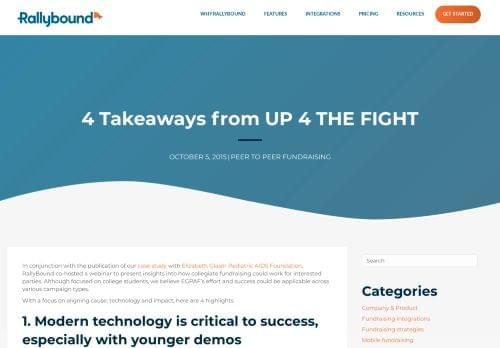 Rallybound
WHY RALLYBOUND
FEATURES
INTEGRATIONS
PRICING
RESOURCES
GET STARTED
4 Takeaways from UP 4 THE FIGHT
OCTOBER 5, 2015 | PEER TO PEER FUNDRAISING
In conjunction with the publication of our case study with Elizabeth Glaser Pediatric AIDS Foundation,
RallyBound co-hosted a webinar to present insights into how collegiate fundraising could work for interested
parties. Although focused on college students, we believe EGPAF's effort and success could be applicable across
various campaign types.
With a focus on aligning cause, technology and impact, here are 4 highlights.
1. Modern technology is critical to success,
especially with younger demos
Search
Categories
Company & Product
Fundraising integrations
Fundraising strategies
Mobile fundraising